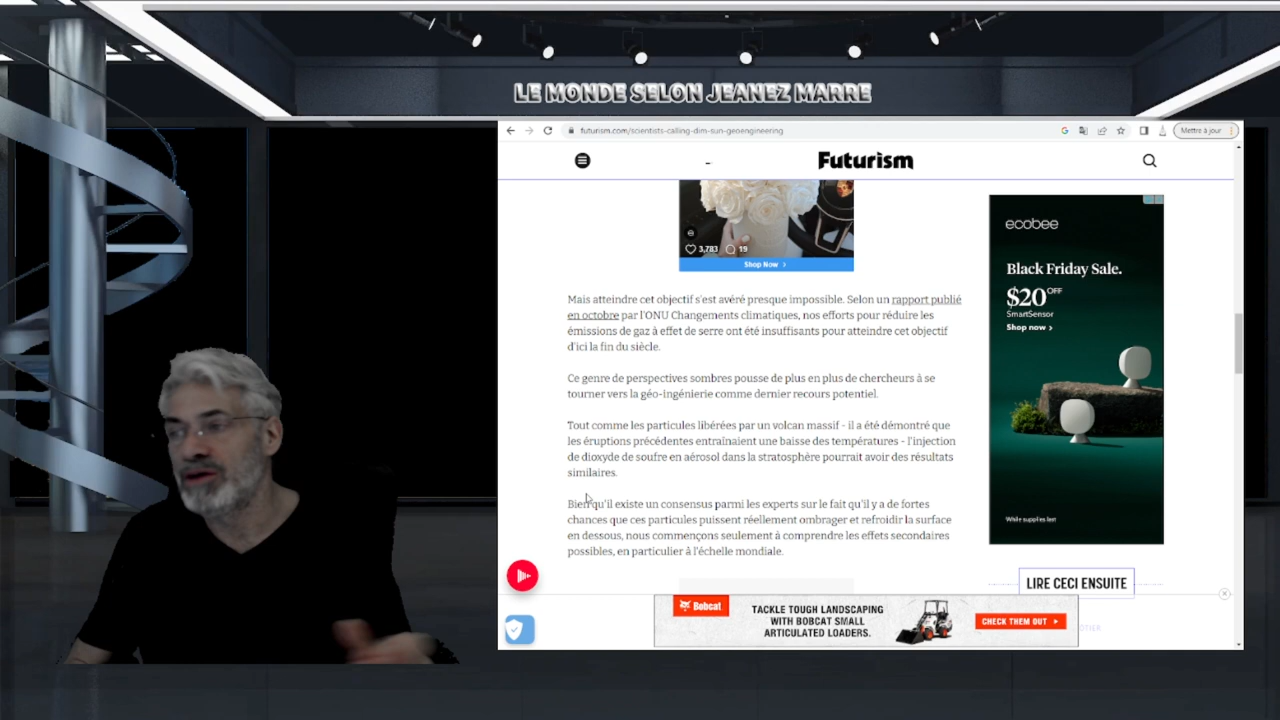 LE MONDE SELON JEANEZ MARRE
futurism.com/scientists-calling-dim-sun-geoengineering
Mettre à jour
Futurism
3,783
19
Shop Now >
Mais atteindre cet objectif s'est avéré presque impossible. Selon un rapport publié
en octobre par l'ONU Changements climatiques, nos efforts pour réduire les
émissions de gaz à effet de serre ont été insuffisants pour atteindre cet objectif
d'ici la fin du siècle.
Ce genre de perspectives sombres pousse de plus en plus de chercheurs à se
tourner vers la géo-ingénierie comme dernier recours potentiel.
Tout comme les particules libérées par un volcan massif - il a été démontré que
les éruptions précédentes entraînaient une baisse des températures - l'injection
de dioxyde de soufre en aérosol dans la stratosphère pourrait avoir des résultats
similaires.
Bien qu'il existe un consensus parmi les experts sur le fait qu'il y a de fortes
chances que ces particules puissent réellement ombrager et refroidir la surface
en dessous, nous commençons seulement à comprendre les effets secondaires
possibles, en particulier à l'échelle mondiale.
ecobee
Black Friday Sale.
$20 OFF
SmartSensor
Shop now >
While supplies last
LIRE CECI ENSUITE
Bobcat
TACKLE TOUGH LANDSCAPING
WITH BOBCAT SMALL
ARTICULATED LOADERS.
CHECK THEM OUT